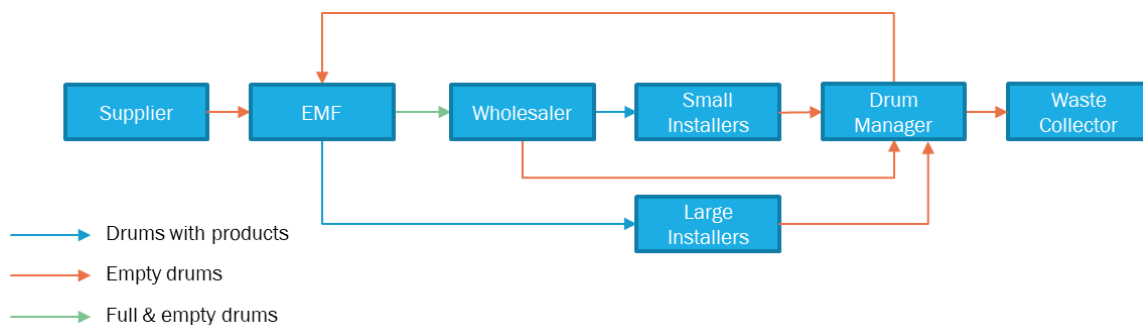 Supplier
EMF
Wholesaler
Small
Installers
Drum
Manager
Waste
Collector
Large
Installers
Drums with products
Empty drums
Full & empty drums